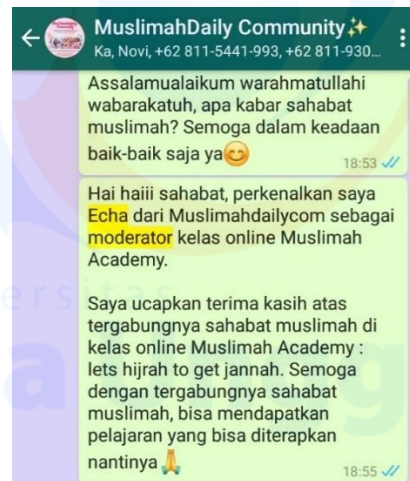 MuslimahDaily Community✨
Ka, Novi, +62 811-5441-993, +62 811-930...
Assalamualaikum warahmatullahi
wabarakatuh, apa kabar sahabat
muslimah? Semoga dalam keadaan
baik-baik saja ya😊
18:53
Hai haiii sahabat, perkenalkan saya
Echa dari Muslimahdailycom sebagai
moderator kelas online Muslimah
Academy.
Saya ucapkan terima kasih atas
tergabungnya sahabat muslimah di
kelas online Muslimah Academy :
lets hijrah to get jannah. Semoga
dengan tergabungnya sahabat
muslimah, bisa mendapatkan
pelajaran yang bisa diterapkan
nantinya🙏
18:55